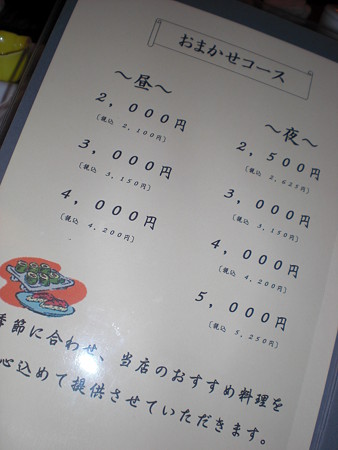 おまかせコース
～昼～
2，000円
〔税込 2，100円〕
3，000円
〔税込 3，150円〕
4，000円
〔税込 4，200円〕
～夜～
2，500円
〔税込 2，625円〕
3，000円
〔税込 3，150円〕
4，000円
〔税込 4，200円〕
5，000円
〔税込 5，250円〕
季節に合わせ、当店のおすすめ料理を
心込めて提供させていただきます。